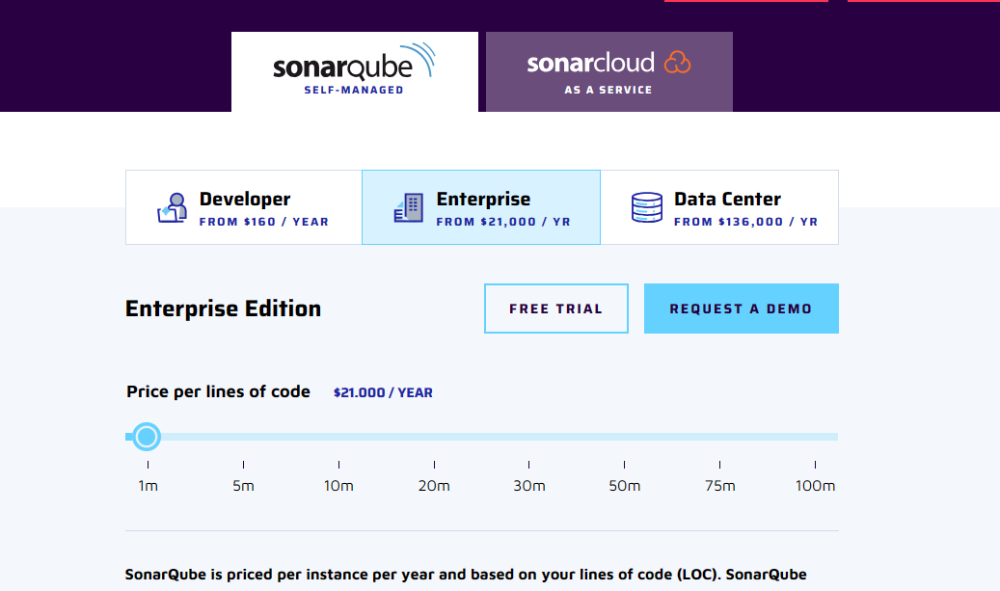 sonarqube
SELF-MANAGED
sonarcloud
AS A SERVICE
Developer
FROM $160 / YEAR
Enterprise
FROM $21,000 / YR
Data Center
FROM $136,000 / YR
Enterprise Edition
FREE TRIAL
REQUEST A DEMO
Price per lines of code $21.000 / YEAR
1m 5m 10m 20m 30m 50m 75m 100m
SonarQube is priced per instance per year and based on your lines of code (LOC). SonarQube